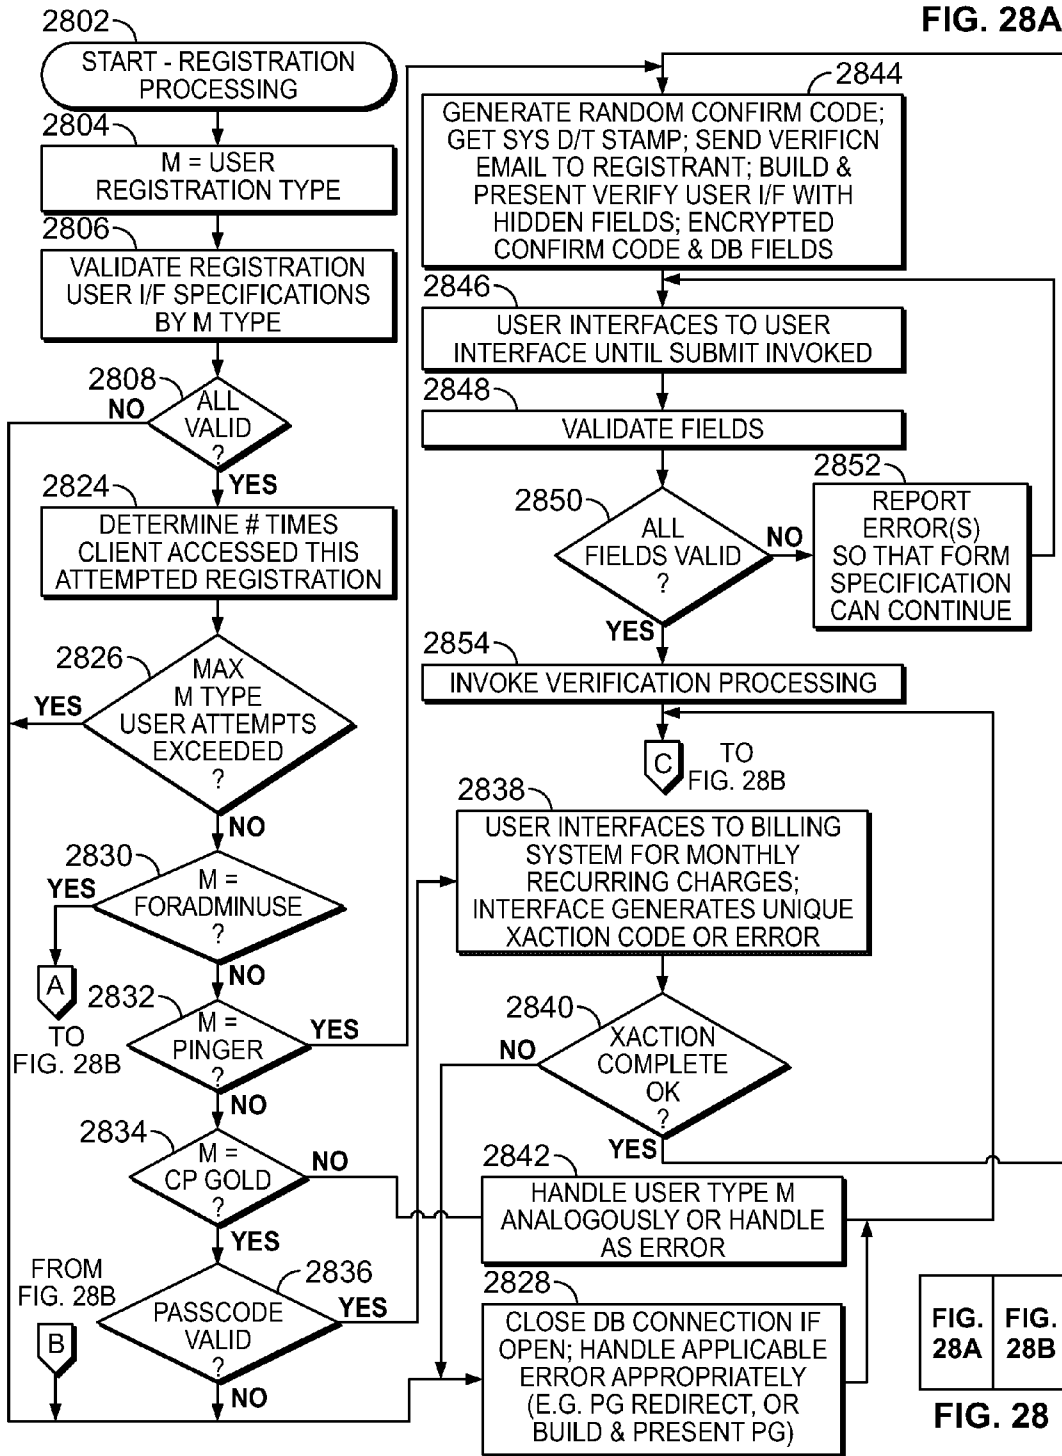 FIG. 28A
2802
START - REGISTRATION
PROCESSING
2804
M = USER
REGISTRATION TYPE
2806
VALIDATE REGISTRATION
USER I/F SPECIFICATIONS
BY M TYPE
2808
ALL
VALID
?
NO
YES
2824
DETERMINE # TIMES
CLIENT ACCESSED THIS
ATTEMPTED REGISTRATION
2826
MAX
M TYPE
USER ATTEMPTS
EXCEEDED
?
YES
NO
2830
M =
FORADMINUSE
?
YES
NO
A
TO
FIG. 28B
2832
M =
PINGER
?
YES
NO
2834
M =
CP GOLD
?
NO
YES
2836
PASSCODE
VALID
?
YES
NO
FROM
FIG. 28B
B
2844
GENERATE RANDOM CONFIRM CODE;
GET SYS D/T STAMP; SEND VERIFICN
EMAIL TO REGISTRANT; BUILD &
PRESENT VERIFY USER I/F WITH
HIDDEN FIELDS; ENCRYPTED
CONFIRM CODE & DB FIELDS
2846
USER INTERFACES TO USER
INTERFACE UNTIL SUBMIT INVOKED
2848
VALIDATE FIELDS
2850
ALL
FIELDS VALID
?
NO
YES
2852
REPORT
ERROR(S)
SO THAT FORM
SPECIFICATION
CAN CONTINUE
2854
INVOKE VERIFICATION PROCESSING
C
TO
FIG. 28B
2838
USER INTERFACES TO BILLING
SYSTEM FOR MONTHLY
RECURRING CHARGES;
INTERFACE GENERATES UNIQUE
XACTION CODE OR ERROR
2840
XACTION
COMPLETE
OK
?
NO
YES
2842
HANDLE USER TYPE M
ANALOGOUSLY OR HANDLE
AS ERROR
2828
CLOSE DB CONNECTION IF
OPEN; HANDLE APPLICABLE
ERROR APPROPRIATELY
(E.G. PG REDIRECT, OR
BUILD & PRESENT PG)
FIG.
28A
FIG.
28B
FIG. 28